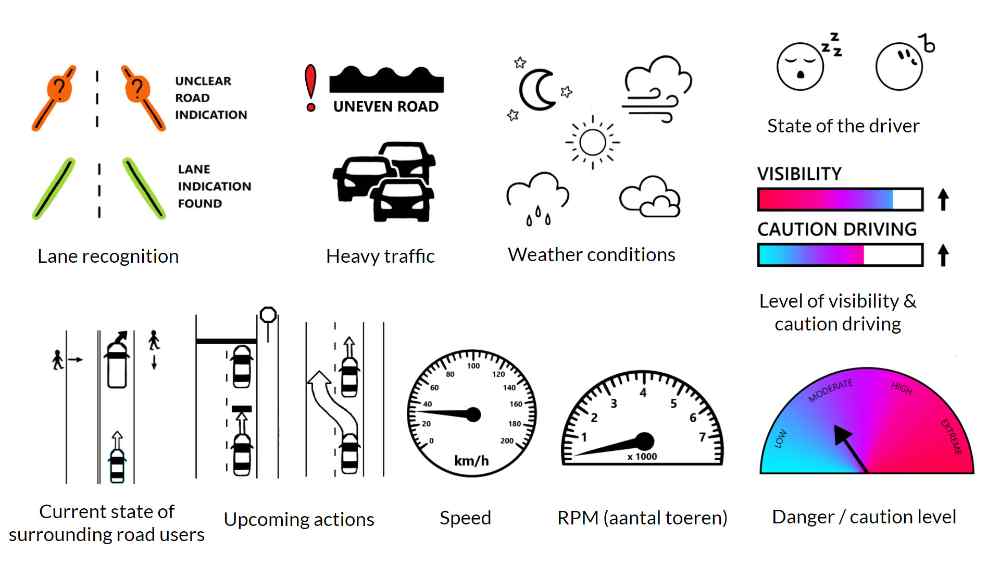 ?
?
UNCLEAR
ROAD
INDICATION
LANE
INDICATION
FOUND
Lane recognition
UNEVEN ROAD
Heavy traffic
Weather conditions
z z z
State of the driver
VISIBILITY
CAUTION DRIVING
Level of visibility &
caution driving
Current state of
surrounding road users
Upcoming actions
0
20
40
60
80
100
120
140
160
180
200
km/h
Speed
1
2
3
4
5
6
7
x 1000
RPM (aantal toeren)
LOW
MODERATE
HIGH
EXTREME
Danger / caution level